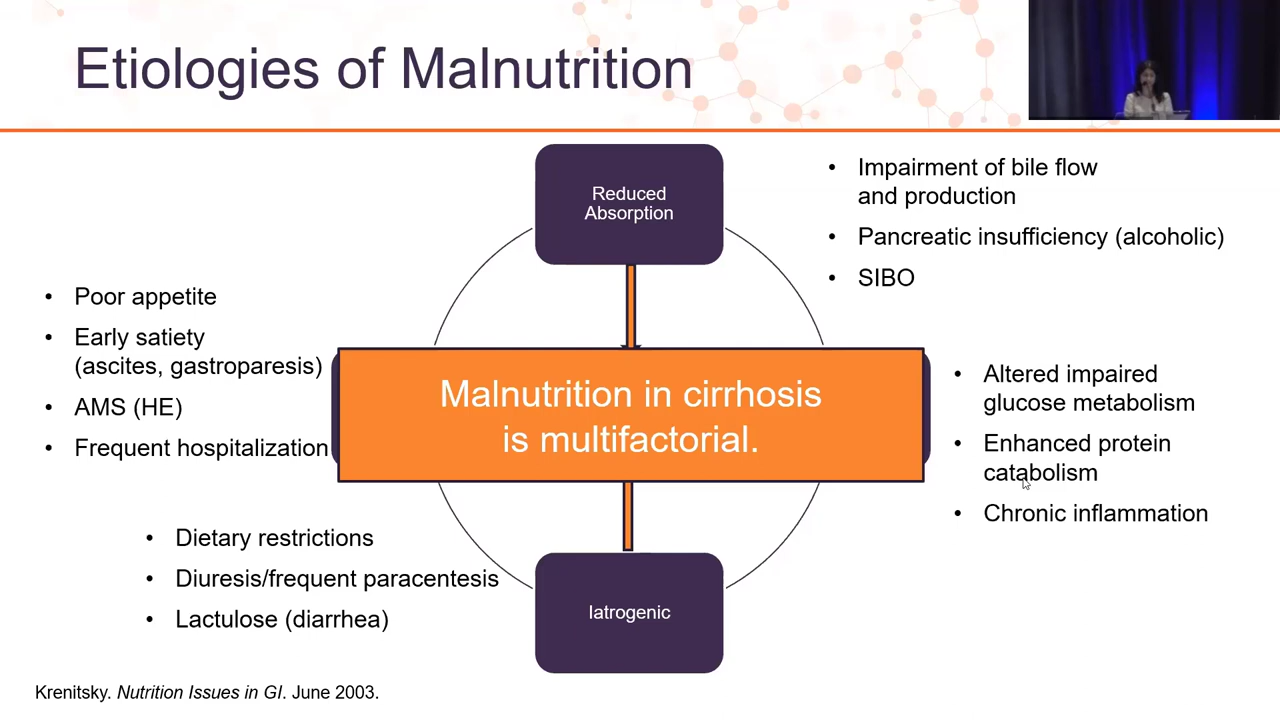 Etiologies of Malnutrition
Reduced
Absorption
• Impairment of bile flow
and production
• Pancreatic insufficiency (alcoholic)
• SIBO
• Poor appetite
• Early satiety
(ascites, gastroparesis)
• AMS (HE)
• Frequent hospitalization
Malnutrition in cirrhosis
is multifactorial.
• Altered impaired
glucose metabolism
• Enhanced protein
catabolism
• Chronic inflammation
• Dietary restrictions
• Diuresis/frequent paracentesis
• Lactulose (diarrhea)
Iatrogenic
Krenitsky. Nutrition Issues in GI. June 2003.